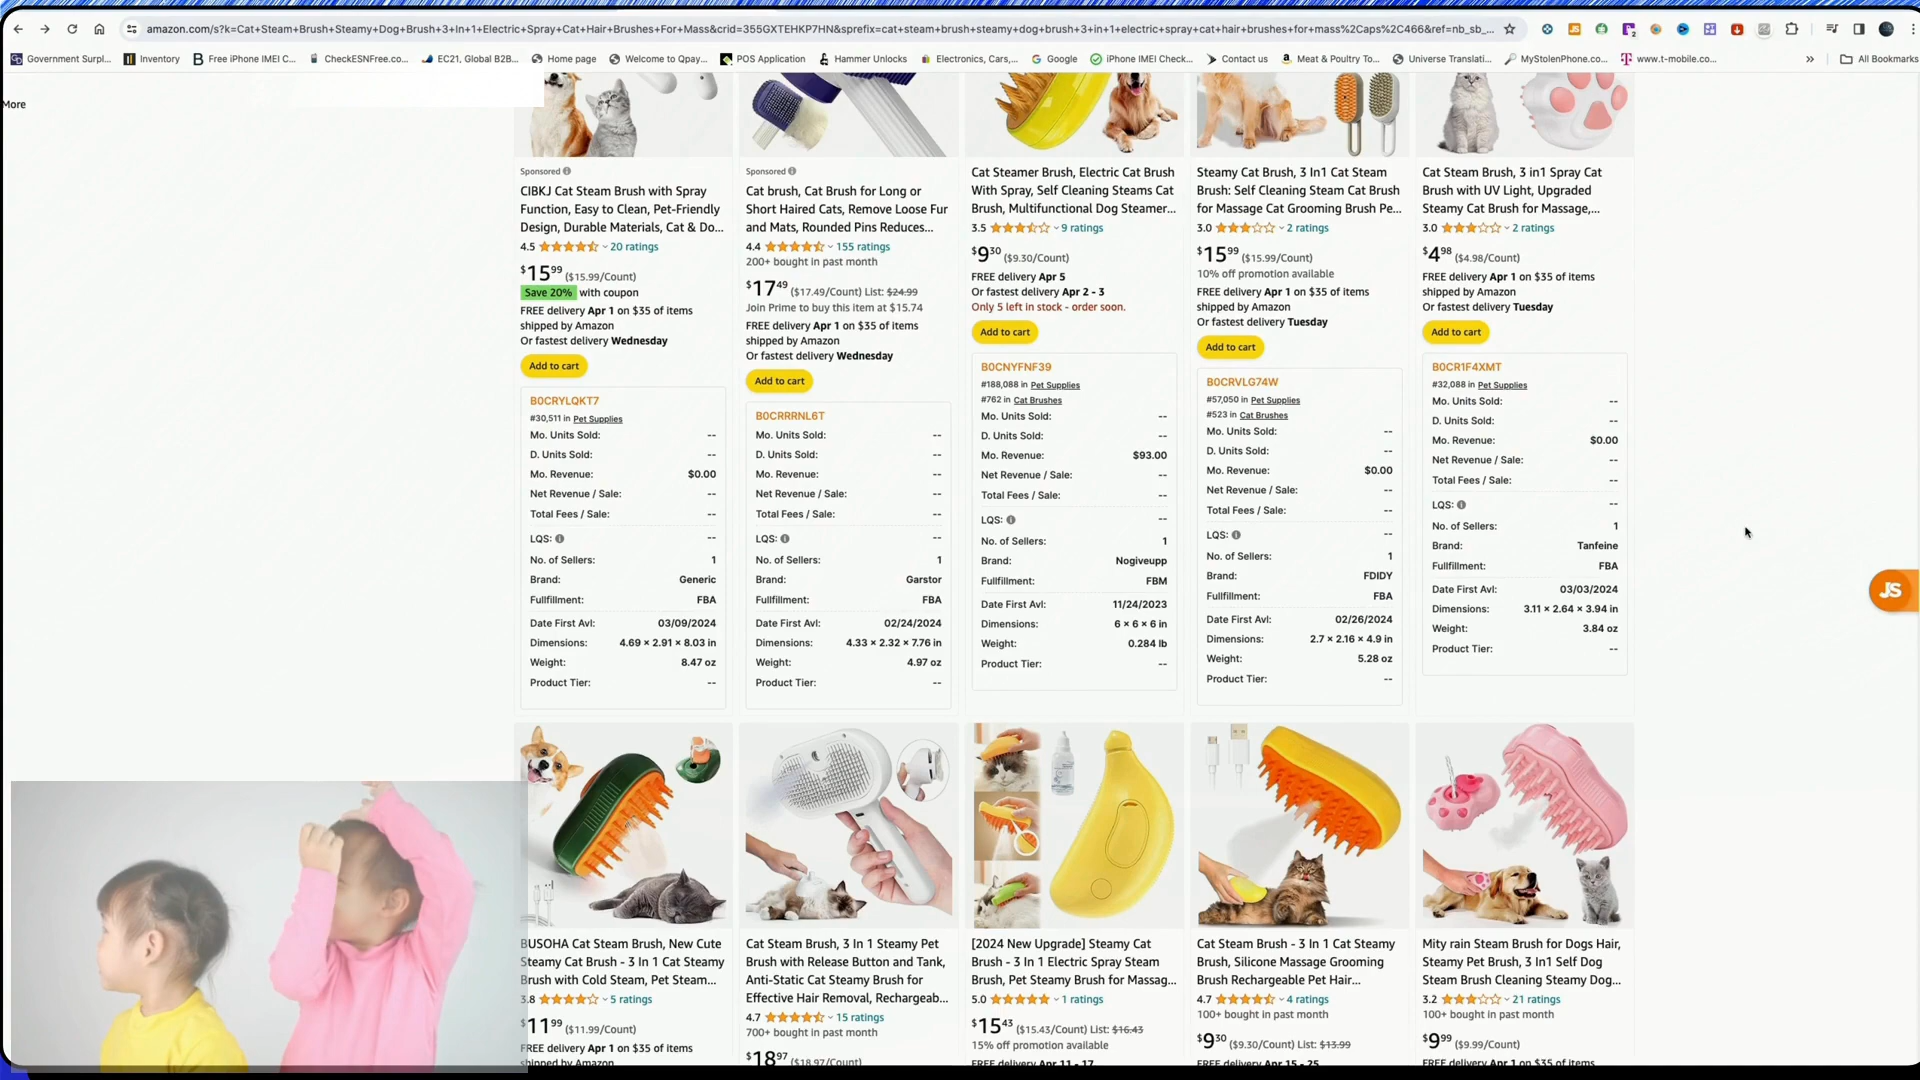 amazon.com/s?k=Cat+Steam+Brush+Steamy+Dog+Brush+3+In+1+Electric+Spray+Cat+Hair+Brushes+For+Mass&crid=355GXTEHKP7HN&sprefix=cat+steam+brush+steamy+dog+brush+3+in+1+electric+spray+cat+hair+brushes+for+mass%2Caps%2C466&ref=nb_sb_...
Government Surpl... Inventory Free iPhone IMEI C... CheckESNFree.co... EC21, Global B2B... Home page Welcome to Qpay... POS Application Hammer Unlocks Electronics, Cars,... Google iPhone IMEI Check... Contact us Meat & Poultry To... Universe Translati... MyStolenPhone.co... www.t-mobile.co... » All Bookmarks
More
Sponsored
CIBKJ Cat Steam Brush with Spray
Function, Easy to Clean, Pet-Friendly
Design, Durable Materials, Cat & Do...
4.5 20 ratings
$15 99 ($15.99/Count)
Save 20% with coupon
FREE delivery Apr 1 on $35 of items
shipped by Amazon
Or fastest delivery Wednesday
Add to cart
B0CRYLQKT7
#30,511 in Pet Supplies
Mo. Units Sold: --
D. Units Sold: --
Mo. Revenue: $0.00
Net Revenue / Sale: --
Total Fees / Sale: --
LQS: --
No. of Sellers: 1
Brand: Generic
Fullfillment: FBA
Date First Avl: 03/09/2024
Dimensions: 4.69 × 2.91 × 8.03 in
Weight: 8.47 oz
Product Tier: --
Sponsored
Cat brush, Cat Brush for Long or
Short Haired Cats, Remove Loose Fur
and Mats, Rounded Pins Reduces...
4.4 155 ratings
200+ bought in past month
$17 49 ($17.49/Count) List: $24.99
Join Prime to buy this item at $15.74
FREE delivery Apr 1 on $35 of items
shipped by Amazon
Or fastest delivery Wednesday
Add to cart
B0CRRRNL6T
Mo. Units Sold: --
D. Units Sold: --
Mo. Revenue: --
Net Revenue / Sale: --
Total Fees / Sale: --
LQS: --
No. of Sellers: 1
Brand: Garstor
Fullfillment: FBA
Date First Avl: 02/24/2024
Dimensions: 4.33 × 2.32 × 7.76 in
Weight: 4.97 oz
Product Tier: --
Cat Steamer Brush, Electric Cat Brush
With Spray, Self Cleaning Steams Cat
Brush, Multifunctional Dog Steamer...
3.5 9 ratings
$9 30 ($9.30/Count)
FREE delivery Apr 5
Or fastest delivery Apr 2 - 3
Only 5 left in stock - order soon.
Add to cart
B0CNYFNF39
#188,088 in Pet Supplies
#762 in Cat Brushes
Mo. Units Sold: --
D. Units Sold: --
Mo. Revenue: $93.00
Net Revenue / Sale: --
Total Fees / Sale: --
LQS: --
No. of Sellers: 1
Brand: Nogiveupp
Fullfillment: FBM
Date First Avl: 11/24/2023
Dimensions: 6 × 6 × 6 in
Weight: 0.284 lb
Product Tier: --
Steamy Cat Brush, 3 In1 Cat Steam
Brush: Self Cleaning Steam Cat Brush
for Massage Cat Grooming Brush Pe...
3.0 2 ratings
$15 99 ($15.99/Count)
10% off promotion available
FREE delivery Apr 1 on $35 of items
shipped by Amazon
Or fastest delivery Tuesday
Add to cart
B0CRVLG74W
#57,050 in Pet Supplies
#523 in Cat Brushes
Mo. Units Sold: --
D. Units Sold: --
Mo. Revenue: $0.00
Net Revenue / Sale: --
Total Fees / Sale: --
LQS: --
No. of Sellers: 1
Brand: FDIDY
Fullfillment: FBA
Date First Avl: 02/26/2024
Dimensions: 2.7 × 2.16 × 4.9 in
Weight: 5.28 oz
Product Tier: --
Cat Steam Brush, 3 in1 Spray Cat
Brush with UV Light, Upgraded
Steamy Cat Brush for Massage,...
3.0 2 ratings
$4 98 ($4.98/Count)
FREE delivery Apr 1 on $35 of items
shipped by Amazon
Or fastest delivery Tuesday
Add to cart
B0CR1F4XMT
#32,088 in Pet Supplies
Mo. Units Sold: --
D. Units Sold: --
Mo. Revenue: $0.00
Net Revenue / Sale: --
Total Fees / Sale: --
LQS: --
No. of Sellers: 1
Brand: Tanfeine
Fullfillment: FBA
Date First Avl: 03/03/2024
Dimensions: 3.11 × 2.64 × 3.94 in
Weight: 3.84 oz
Product Tier: --
JS
BUSOHA Cat Steam Brush, New Cute
Steamy Cat Brush - 3 In 1 Cat Steamy
Brush with Cold Steam, Pet Steam...
3.8 5 ratings
$11 99 ($11.99/Count)
FREE delivery Apr 1 on $35 of items
shipped by Amazon
Cat Steam Brush, 3 In 1 Steamy Pet
Brush with Release Button and Tank,
Anti-Static Cat Steamy Brush for
Effective Hair Removal, Rechargeab...
4.7 15 ratings
700+ bought in past month
$18 97 ($18.97/Count)
[2024 New Upgrade] Steamy Cat
Brush - 3 In 1 Electric Spray Steam
Brush, Pet Steamy Brush for Massag...
5.0 1 ratings
$15 43 ($15.43/Count) List: $16.43
15% off promotion available
FREE delivery Apr 11 - 17
Cat Steam Brush - 3 In 1 Cat Steamy
Brush, Silicone Massage Grooming
Brush Rechargeable Pet Hair...
4.7 4 ratings
100+ bought in past month
$9 30 ($9.30/Count) List: $13.99
FREE delivery Apr 15 - 25
Mity rain Steam Brush for Dogs Hair,
Steamy Pet Brush, 3 In1 Self Dog
Steam Brush Cleaning Steamy Dog...
3.2 21 ratings
100+ bought in past month
$9 99 ($9.99/Count)
FREE delivery Apr 1 on $35 of items